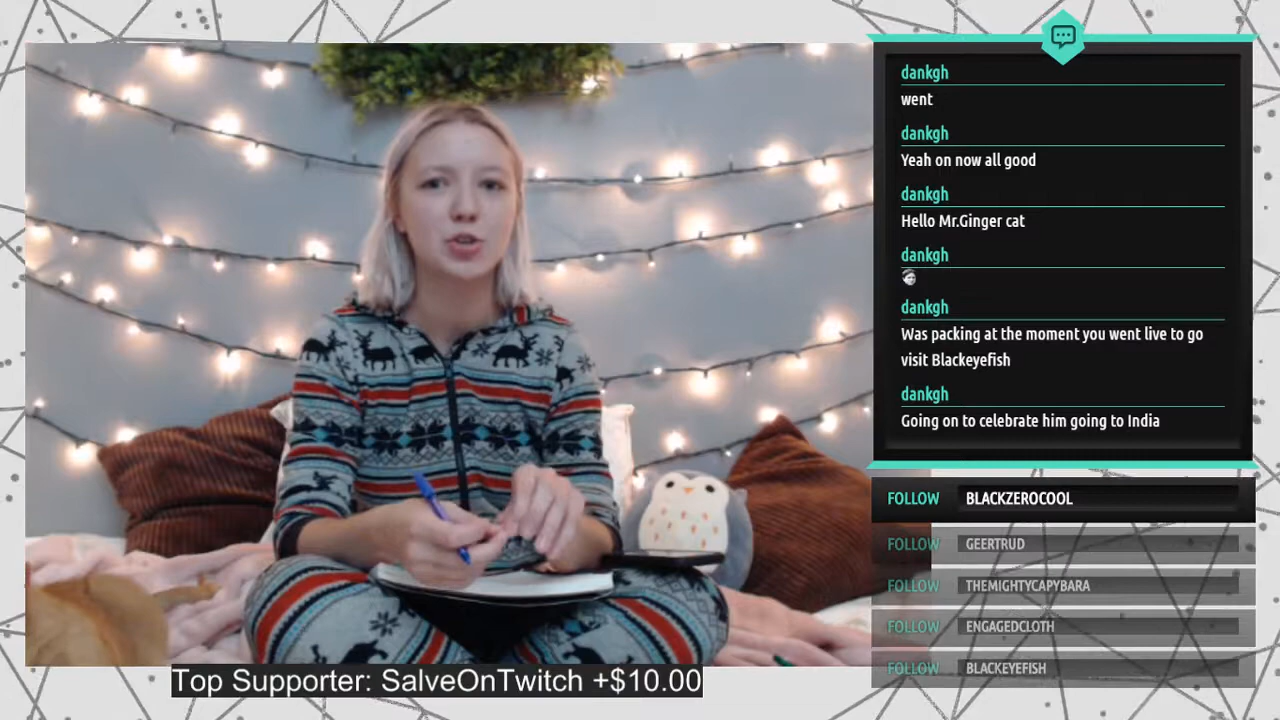 dankgh
went
dankgh
Yeah on now all good
dankgh
Hello Mr.Ginger cat
dankgh
dankgh
Was packing at the moment you went live to go
visit Blackeyefish
dankgh
Going on to celebrate him going to India
FOLLOW BLACKZEROCOOL
FOLLOW GEERTRUD
FOLLOW THEMIGHTYCAPYBARA
FOLLOW ENGAGEDCLOTH
FOLLOW BLACKEYEFISH
Top Supporter: SalveOnTwitch +$10.00